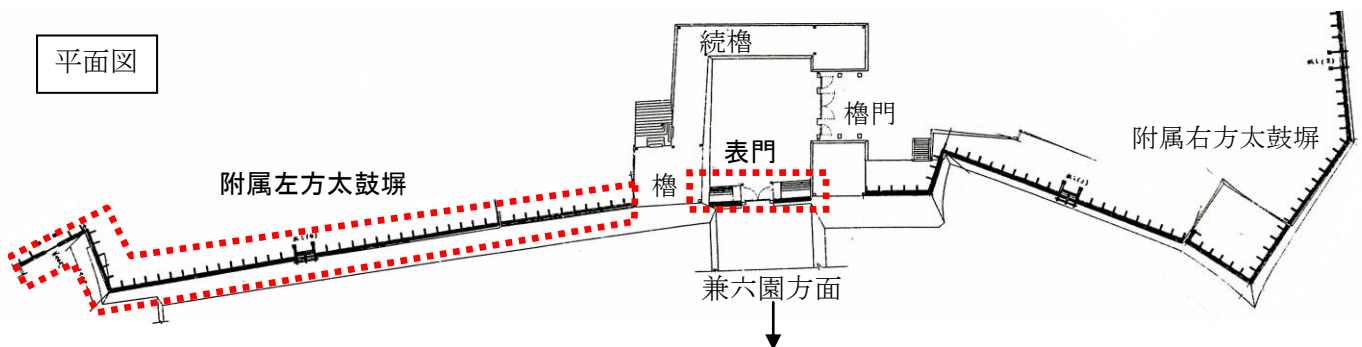 平面図
続櫓
櫓門
表門
櫓
附属左方太鼓塀
附属右方太鼓塀
兼六園方面